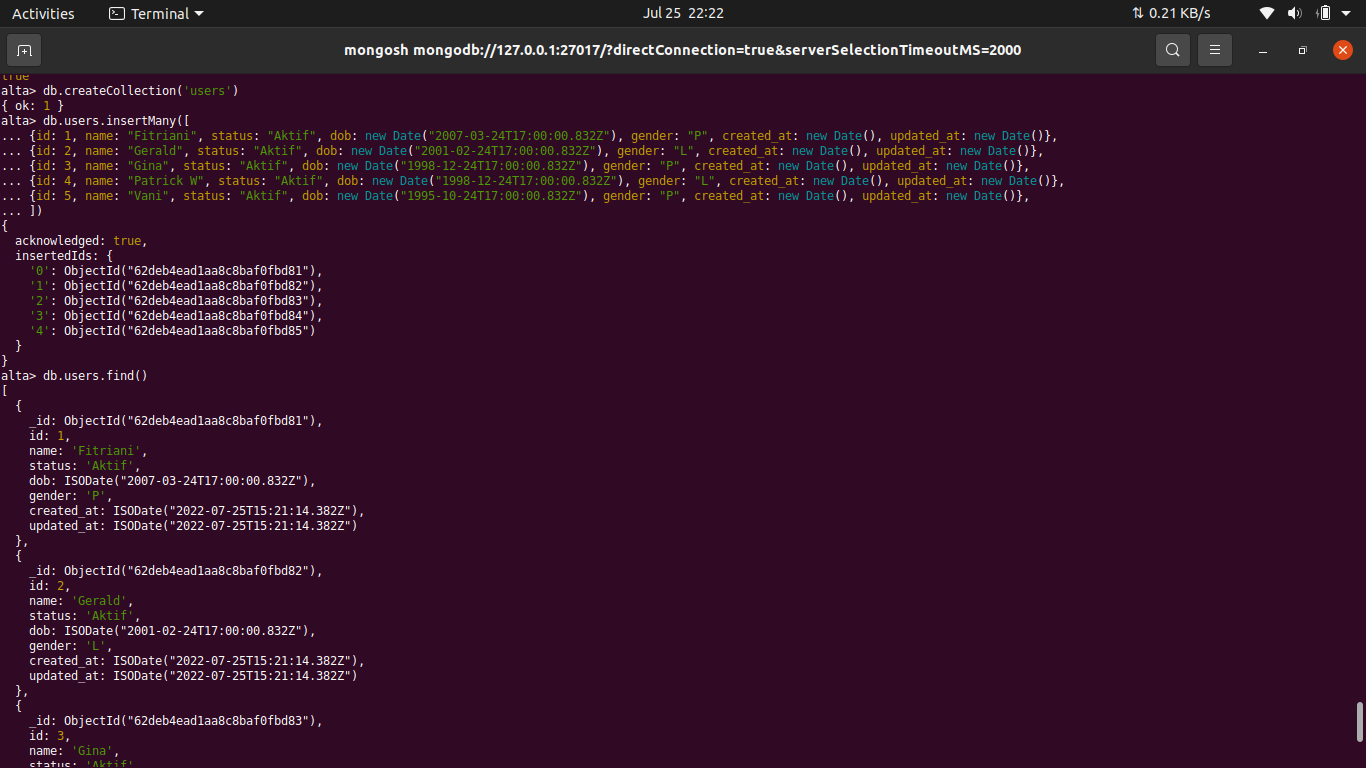 Activities Terminal Jul 25 22:22 0.21 KB/s
mongosh mongodb://127.0.0.1:27017/?directConnection=true&serverSelectionTimeoutMS=2000
true
alta> db.createCollection('users')
{ ok: 1 }
alta> db.users.insertMany([
... {id: 1, name: "Fitriani", status: "Aktif", dob: new Date("2007-03-24T17:00:00.832Z"), gender: "P", created_at: new Date(), updated_at: new Date()},
... {id: 2, name: "Gerald", status: "Aktif", dob: new Date("2001-02-24T17:00:00.832Z"), gender: "L", created_at: new Date(), updated_at: new Date()},
... {id: 3, name: "Gina", status: "Aktif", dob: new Date("1998-12-24T17:00:00.832Z"), gender: "P", created_at: new Date(), updated_at: new Date()},
... {id: 4, name: "Patrick W", status: "Aktif", dob: new Date("1998-12-24T17:00:00.832Z"), gender: "L", created_at: new Date(), updated_at: new Date()},
... {id: 5, name: "Vani", status: "Aktif", dob: new Date("1995-10-24T17:00:00.832Z"), gender: "P", created_at: new Date(), updated_at: new Date()},
... ])
{
  acknowledged: true,
  insertedIds: {
    '0': ObjectId("62deb4ead1aa8c8baf0fbd81"),
    '1': ObjectId("62deb4ead1aa8c8baf0fbd82"),
    '2': ObjectId("62deb4ead1aa8c8baf0fbd83"),
    '3': ObjectId("62deb4ead1aa8c8baf0fbd84"),
    '4': ObjectId("62deb4ead1aa8c8baf0fbd85")
  }
}
alta> db.users.find()
[
  {
    _id: ObjectId("62deb4ead1aa8c8baf0fbd81"),
    id: 1,
    name: 'Fitriani',
    status: 'Aktif',
    dob: ISODate("2007-03-24T17:00:00.832Z"),
    gender: 'P',
    created_at: ISODate("2022-07-25T15:21:14.382Z"),
    updated_at: ISODate("2022-07-25T15:21:14.382Z")
  },
  {
    _id: ObjectId("62deb4ead1aa8c8baf0fbd82"),
    id: 2,
    name: 'Gerald',
    status: 'Aktif',
    dob: ISODate("2001-02-24T17:00:00.832Z"),
    gender: 'L',
    created_at: ISODate("2022-07-25T15:21:14.382Z"),
    updated_at: ISODate("2022-07-25T15:21:14.382Z")
  },
  {
    _id: ObjectId("62deb4ead1aa8c8baf0fbd83"),
    id: 3,
    name: 'Gina',
    status: 'Aktif'